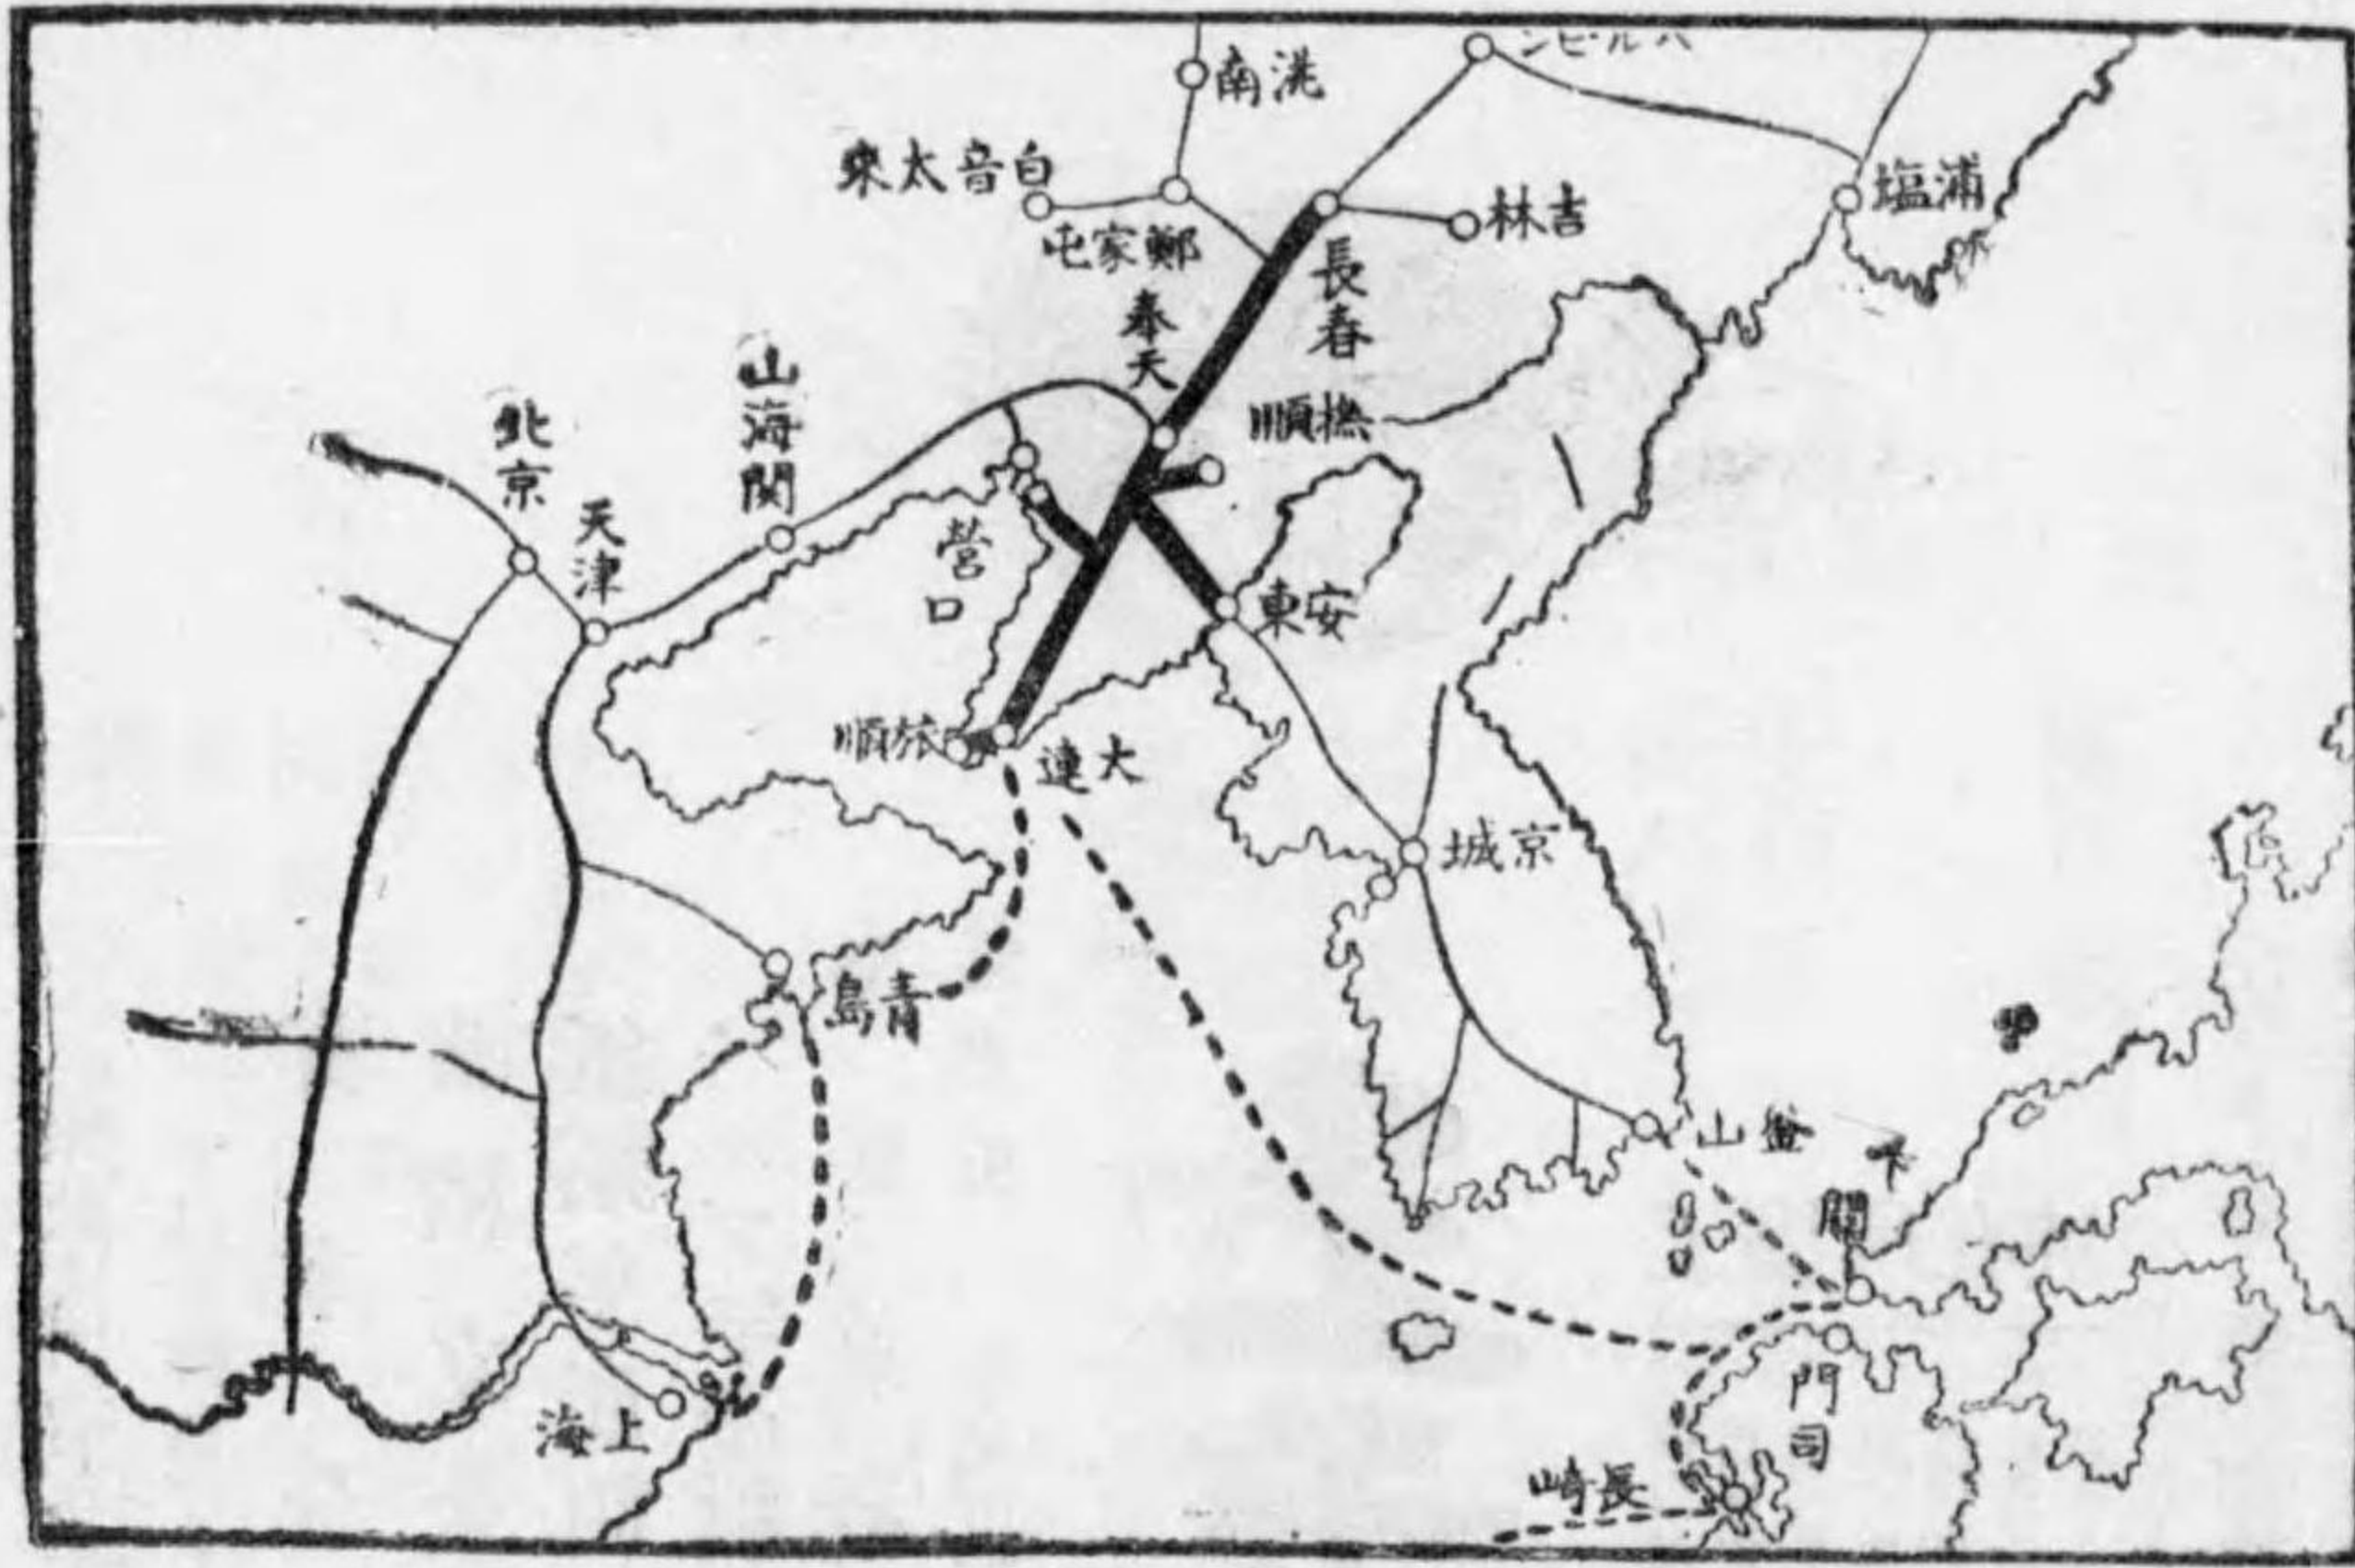 ハルビン
洮南
白音太來
鄭家屯
吉林
浦塩
長春
奉天
撫順
山海関
北京
天津
営口
安東
旅順
大連
京城
青島
釜山
下關
門司
上海
長崎